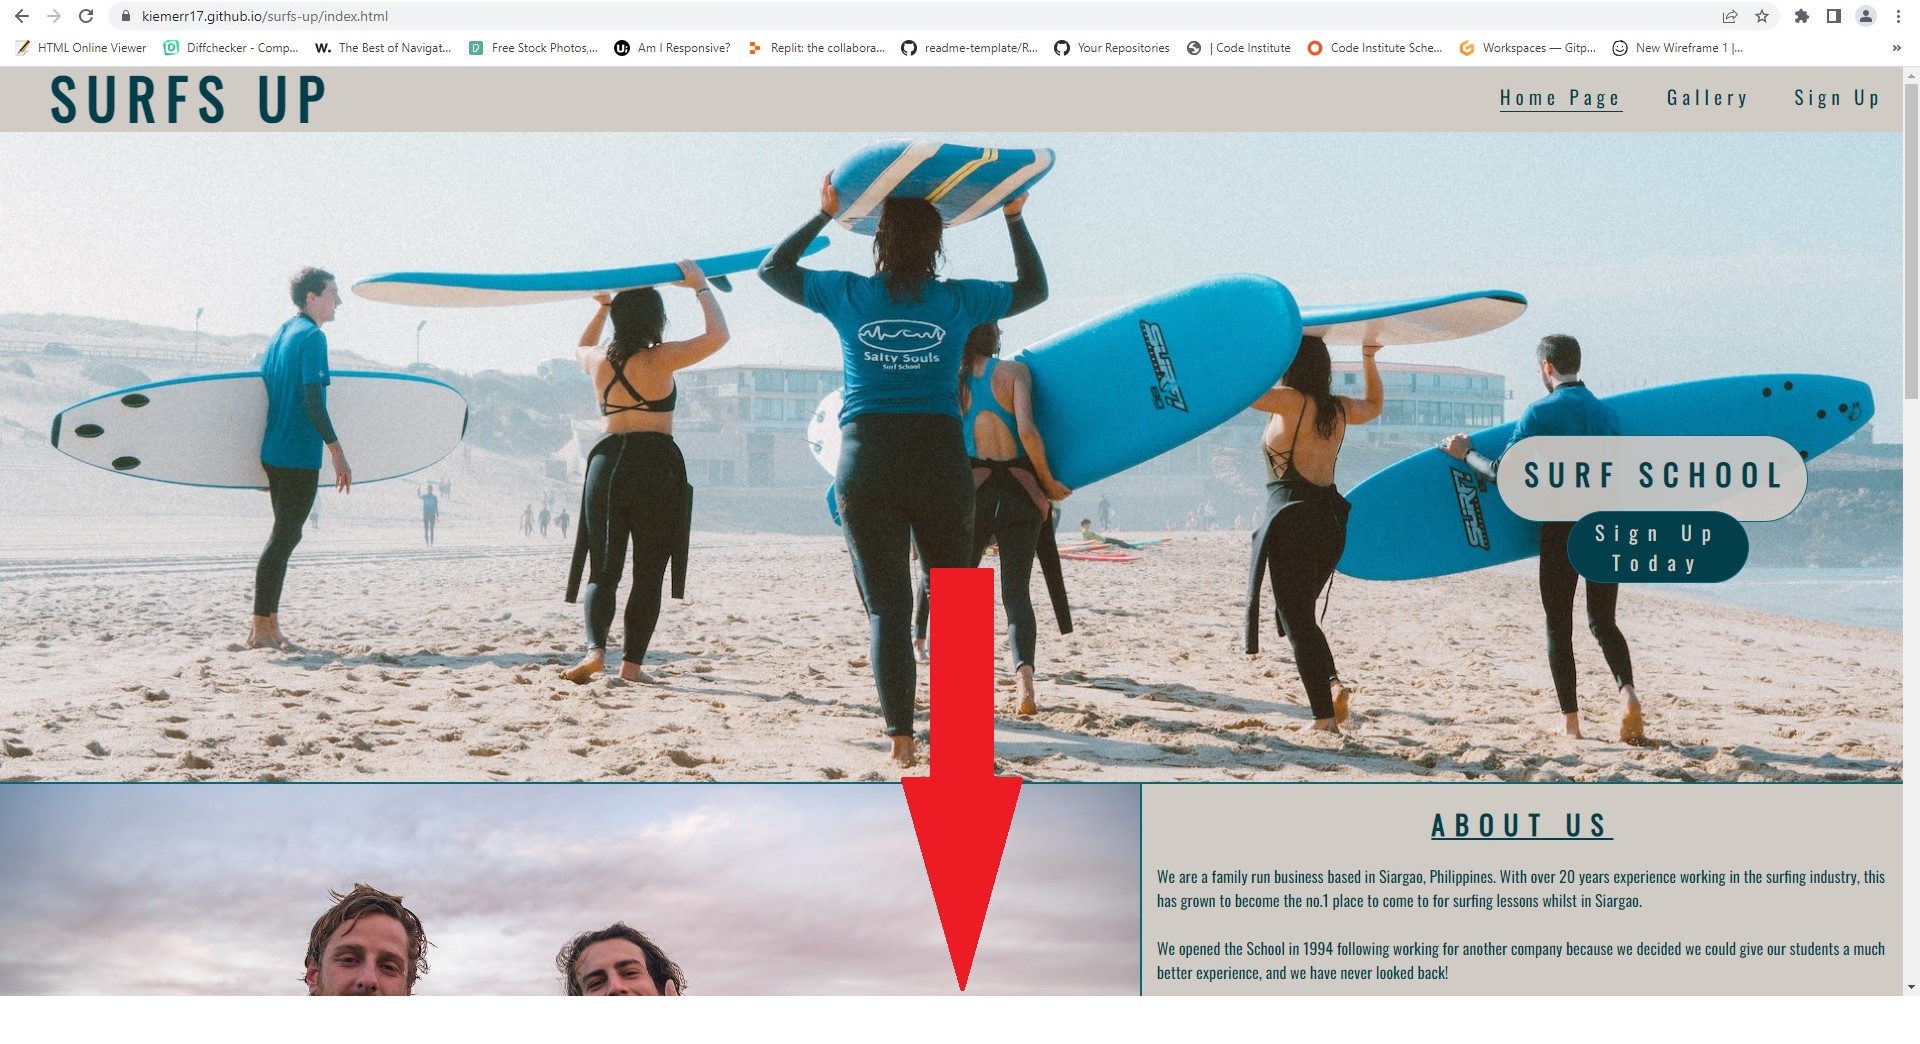 kiemerr17.github.io/surfs-up/index.html
HTML Online Viewer
Diffchecker - Comp...
W. The Best of Navigat...
Free Stock Photos,...
Am I Responsive?
Replit: the collabora...
readme-template/R...
Your Repositories
| Code Institute
Code Institute Sche...
Workspaces — Gitp...
New Wireframe 1 |...
»
SURFS UP
Home Page
Gallery
Sign Up
Salty Souls
Surf School
SURF SCHOOL
Sign Up
Today
ABOUT US
We are a family run business based in Siargao, Philippines. With over 20 years experience working in the surfing industry, this
has grown to become the no.1 place to come to for surfing lessons whilst in Siargao.
We opened the School in 1994 following working for another company because we decided we could give our students a much
better experience, and we have never looked back!